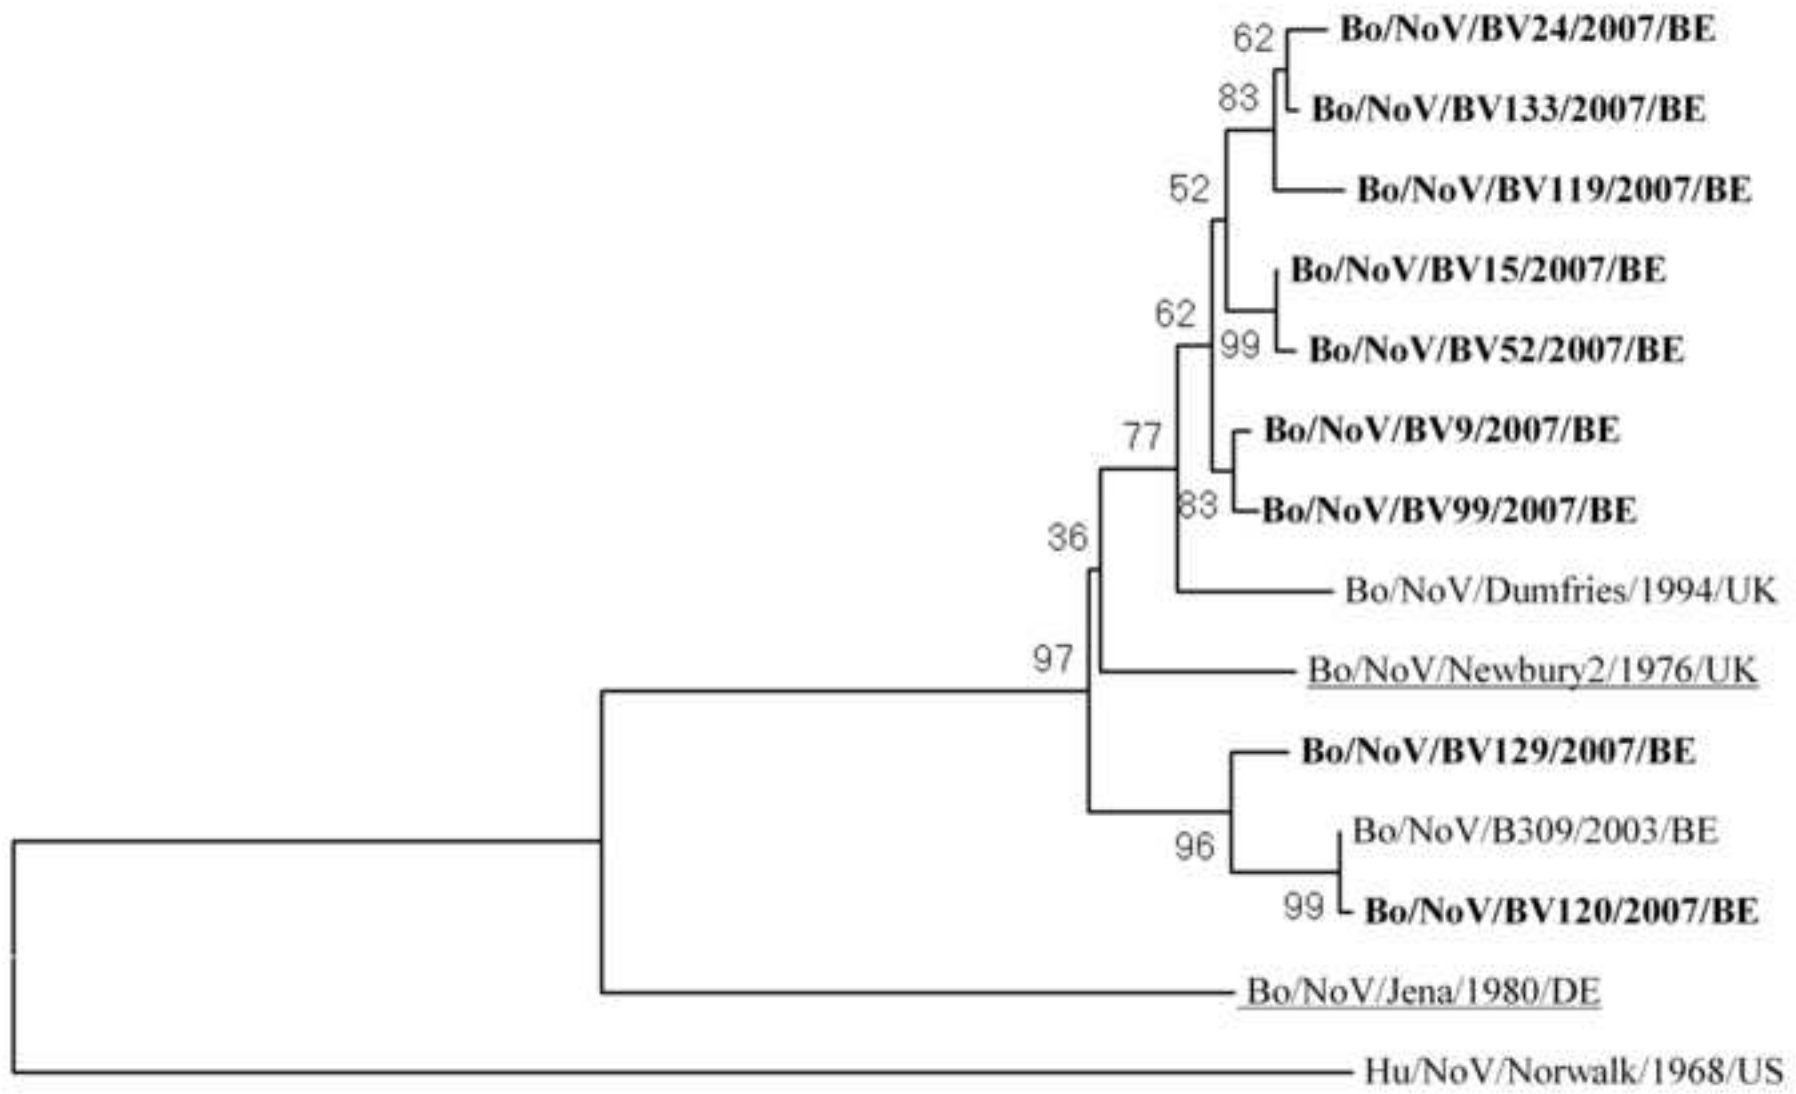 62
Bo/NoV/BV24/2007/BE
83
Bo/NoV/BV133/2007/BE
52
Bo/NoV/BV119/2007/BE
Bo/NoV/BV15/2007/BE
62
99
Bo/NoV/BV52/2007/BE
77
Bo/NoV/BV9/2007/BE
83
Bo/NoV/BV99/2007/BE
36
Bo/NoV/Dumfries/1994/UK
97
Bo/NoV/Newbury2/1976/UK
Bo/NoV/BV129/2007/BE
96
Bo/NoV/B309/2003/BE
99
Bo/NoV/BV120/2007/BE
Bo/NoV/Jena/1980/DE
Hu/NoV/Norwalk/1968/US